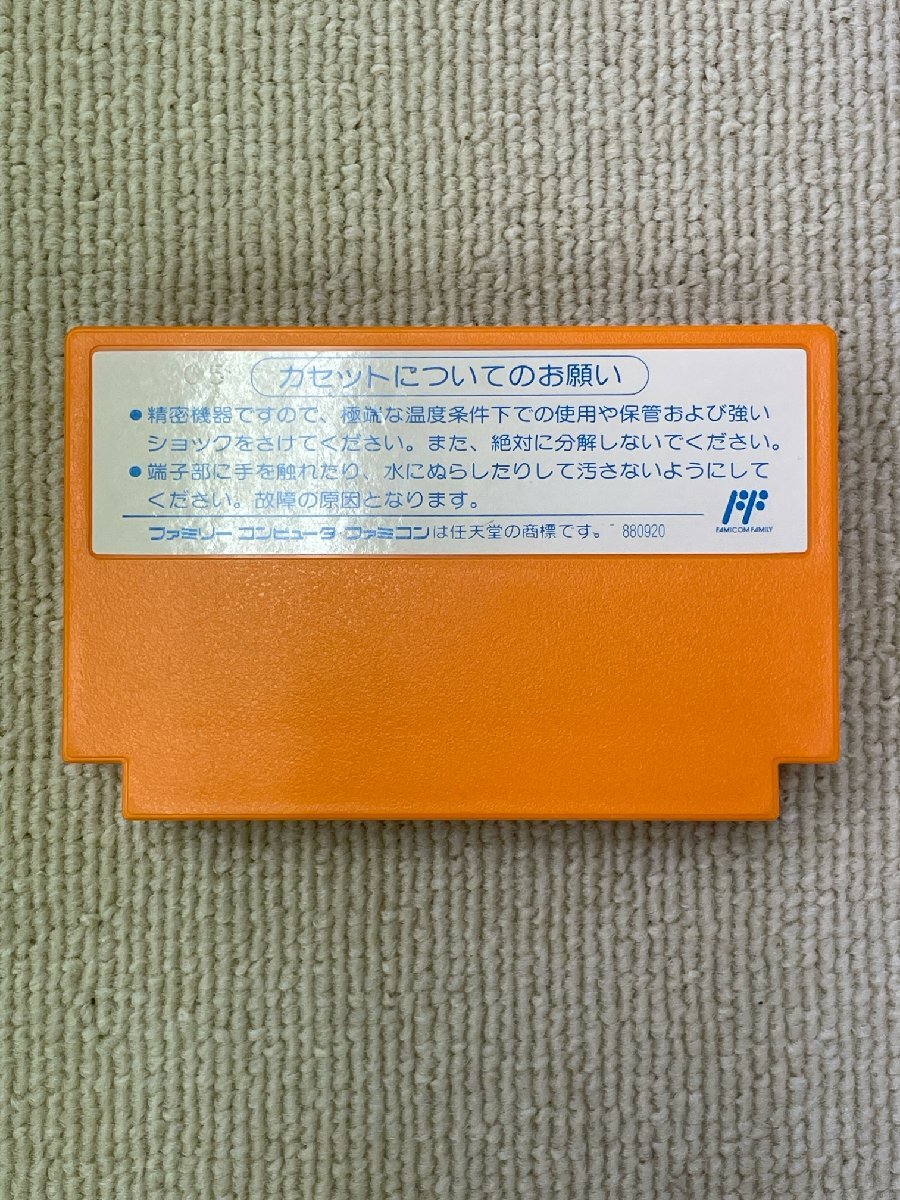 05
カセットについてのお願い
●精密機器ですので、極端な温度条件下での使用や保管および強い
ショックをさけてください。また、絶対に分解しないでください。
●端子部に手を触れたり、水にぬらしたりして汚さないようにして
ください。故障の原因となります。
FAMICOM FAMILY
ファミリーコンピュータ・ファミコンは任天堂の商標です。 880920